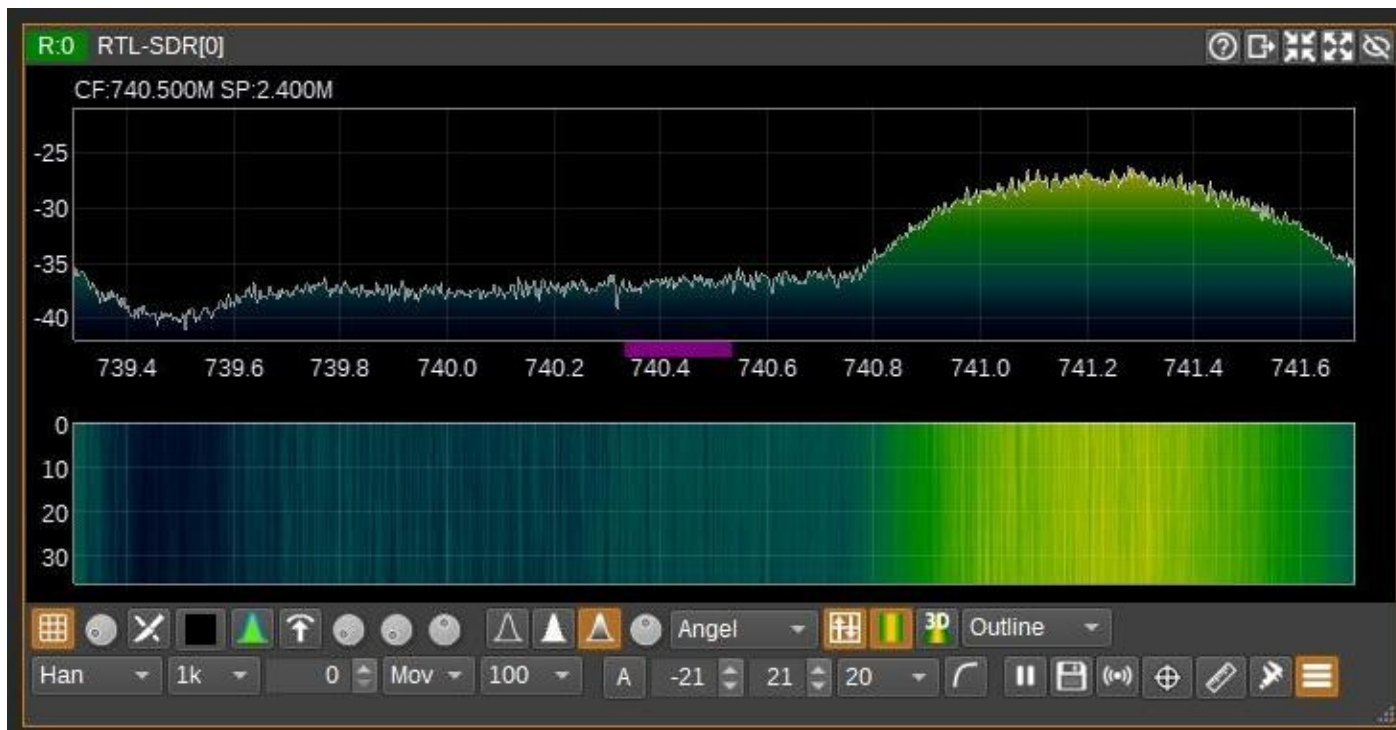 R:0 RTL-SDR[0]
CF:740.500M SP:2.400M
-25
-30
-35
-40
739.4 739.6 739.8 740.0 740.2 740.4 740.6 740.8 741.0 741.2 741.4 741.6
0
10
20
30
Angel 3D Outline
Han 1k 0 Mov 100 A -21 21 20